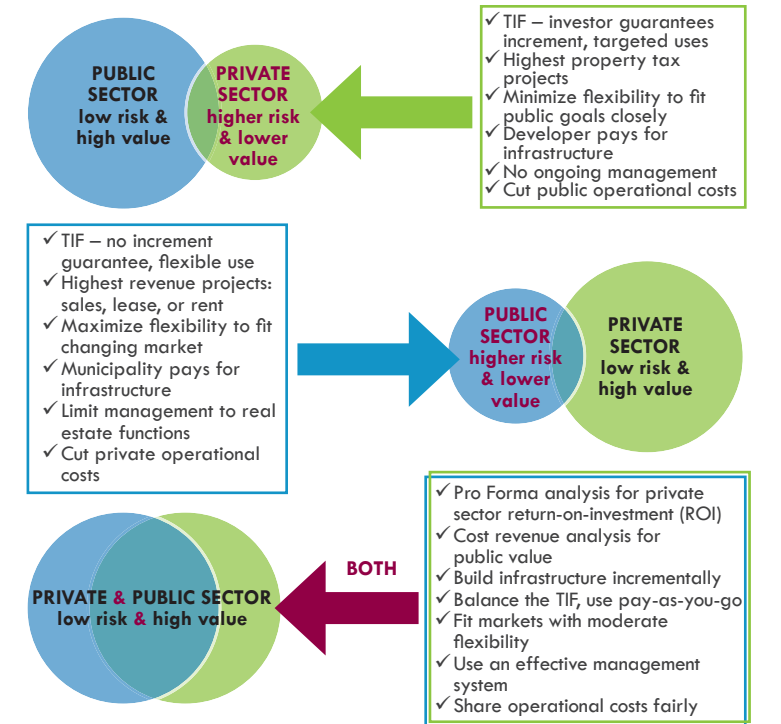 PUBLIC
SECTOR
low risk &
high value
PRIVATE
SECTOR
higher risk
& lower
value
✓ TIF – investor guarantees
increment, targeted uses
✓ Highest property tax
projects
✓ Minimize flexibility to fit
public goals closely
✓ Developer pays for
infrastructure
✓ No ongoing management
✓ Cut public operational costs
✓ TIF – no increment
guarantee, flexible use
✓ Highest revenue projects:
sales, lease, or rent
✓ Maximize flexibility to fit
changing market
✓ Municipality pays for
infrastructure
✓ Limit management to real
estate functions
✓ Cut private operational
costs
PUBLIC
SECTOR
higher risk
& lower
value
PRIVATE
SECTOR
low risk &
high value
PRIVATE & PUBLIC SECTOR
low risk & high value
BOTH
✓ Pro Forma analysis for private
sector return-on-investment (ROI)
✓ Cost revenue analysis for
public value
✓ Build infrastructure incrementally
✓ Balance the TIF, use pay-as-you-go
✓ Fit markets with moderate
flexibility
✓ Use an effective management
system
✓ Share operational costs fairly